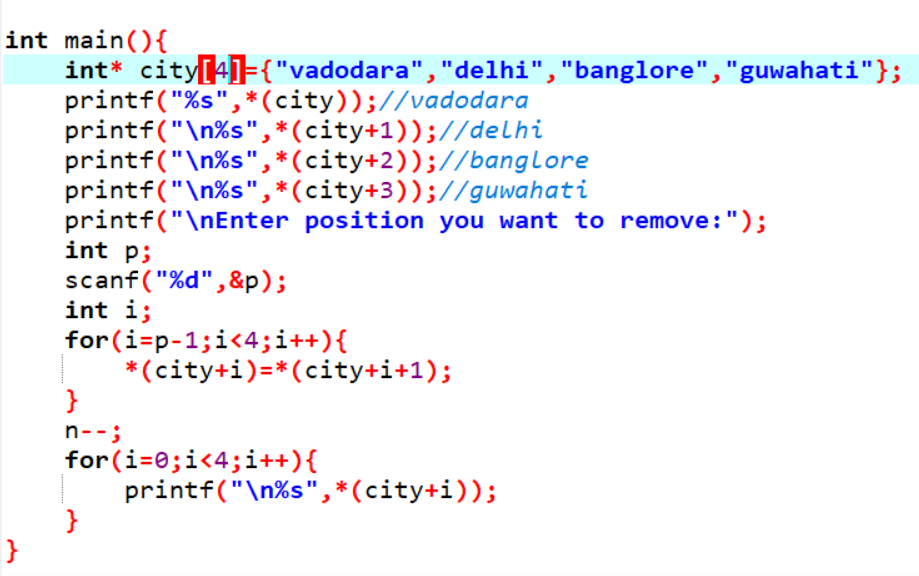 int main(){
int* city[4]={"vadodara","delhi","banglore","guwahati"};
printf("%s",*(city));//vadodara
printf("\n%s",*(city+1));//delhi
printf("\n%s",*(city+2));//banglore
printf("\n%s",*(city+3));//guwahati
printf("\nEnter position you want to remove:");
int p;
scanf("%d",&p);
int i;
for(i=p-1;i<4;i++){
*(city+i)=*(city+i+1);
}
n--;
for(i=0;i<4;i++){
printf("\n%s",*(city+i));
}
}